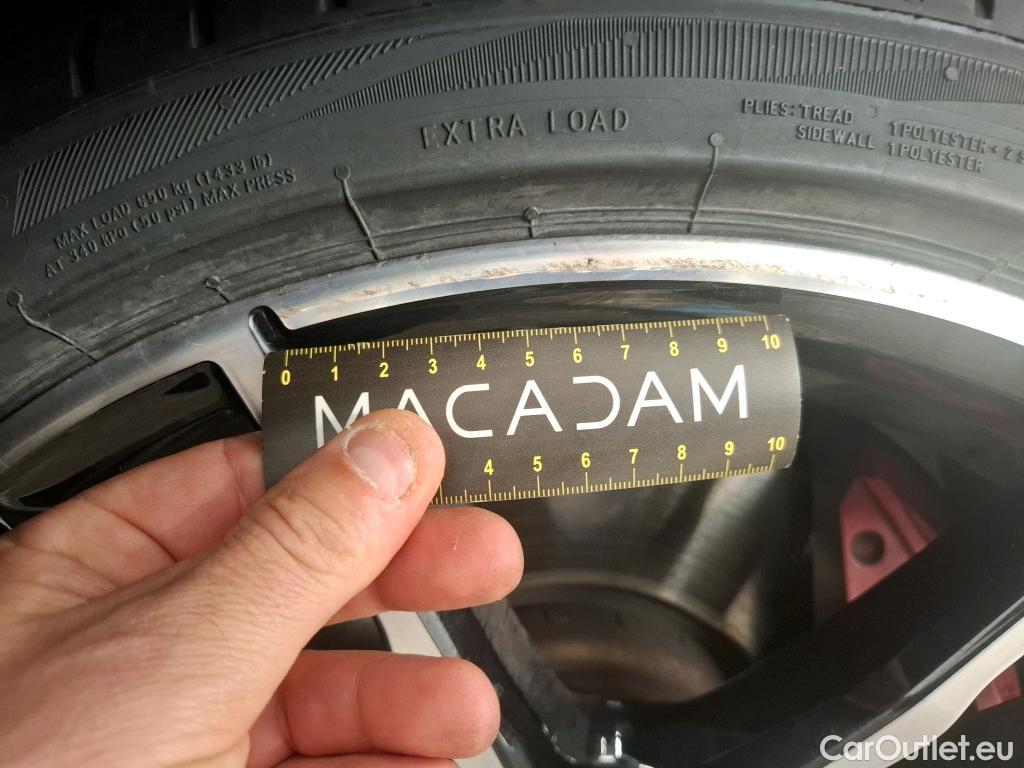 EXTRA LOAD
PLIES: TREAD 1 POLYESTER + 2 S
SIDEWALL 1 POLYESTER
MAX LOAD 650 kg (1433 lb)
AT 340 kPa (50 psi) MAX PRESS
0 1 2 3 4 5 6 7 8 9 10
MACADAM
4 5 6 7 8 9 10
CarOutlet.eu